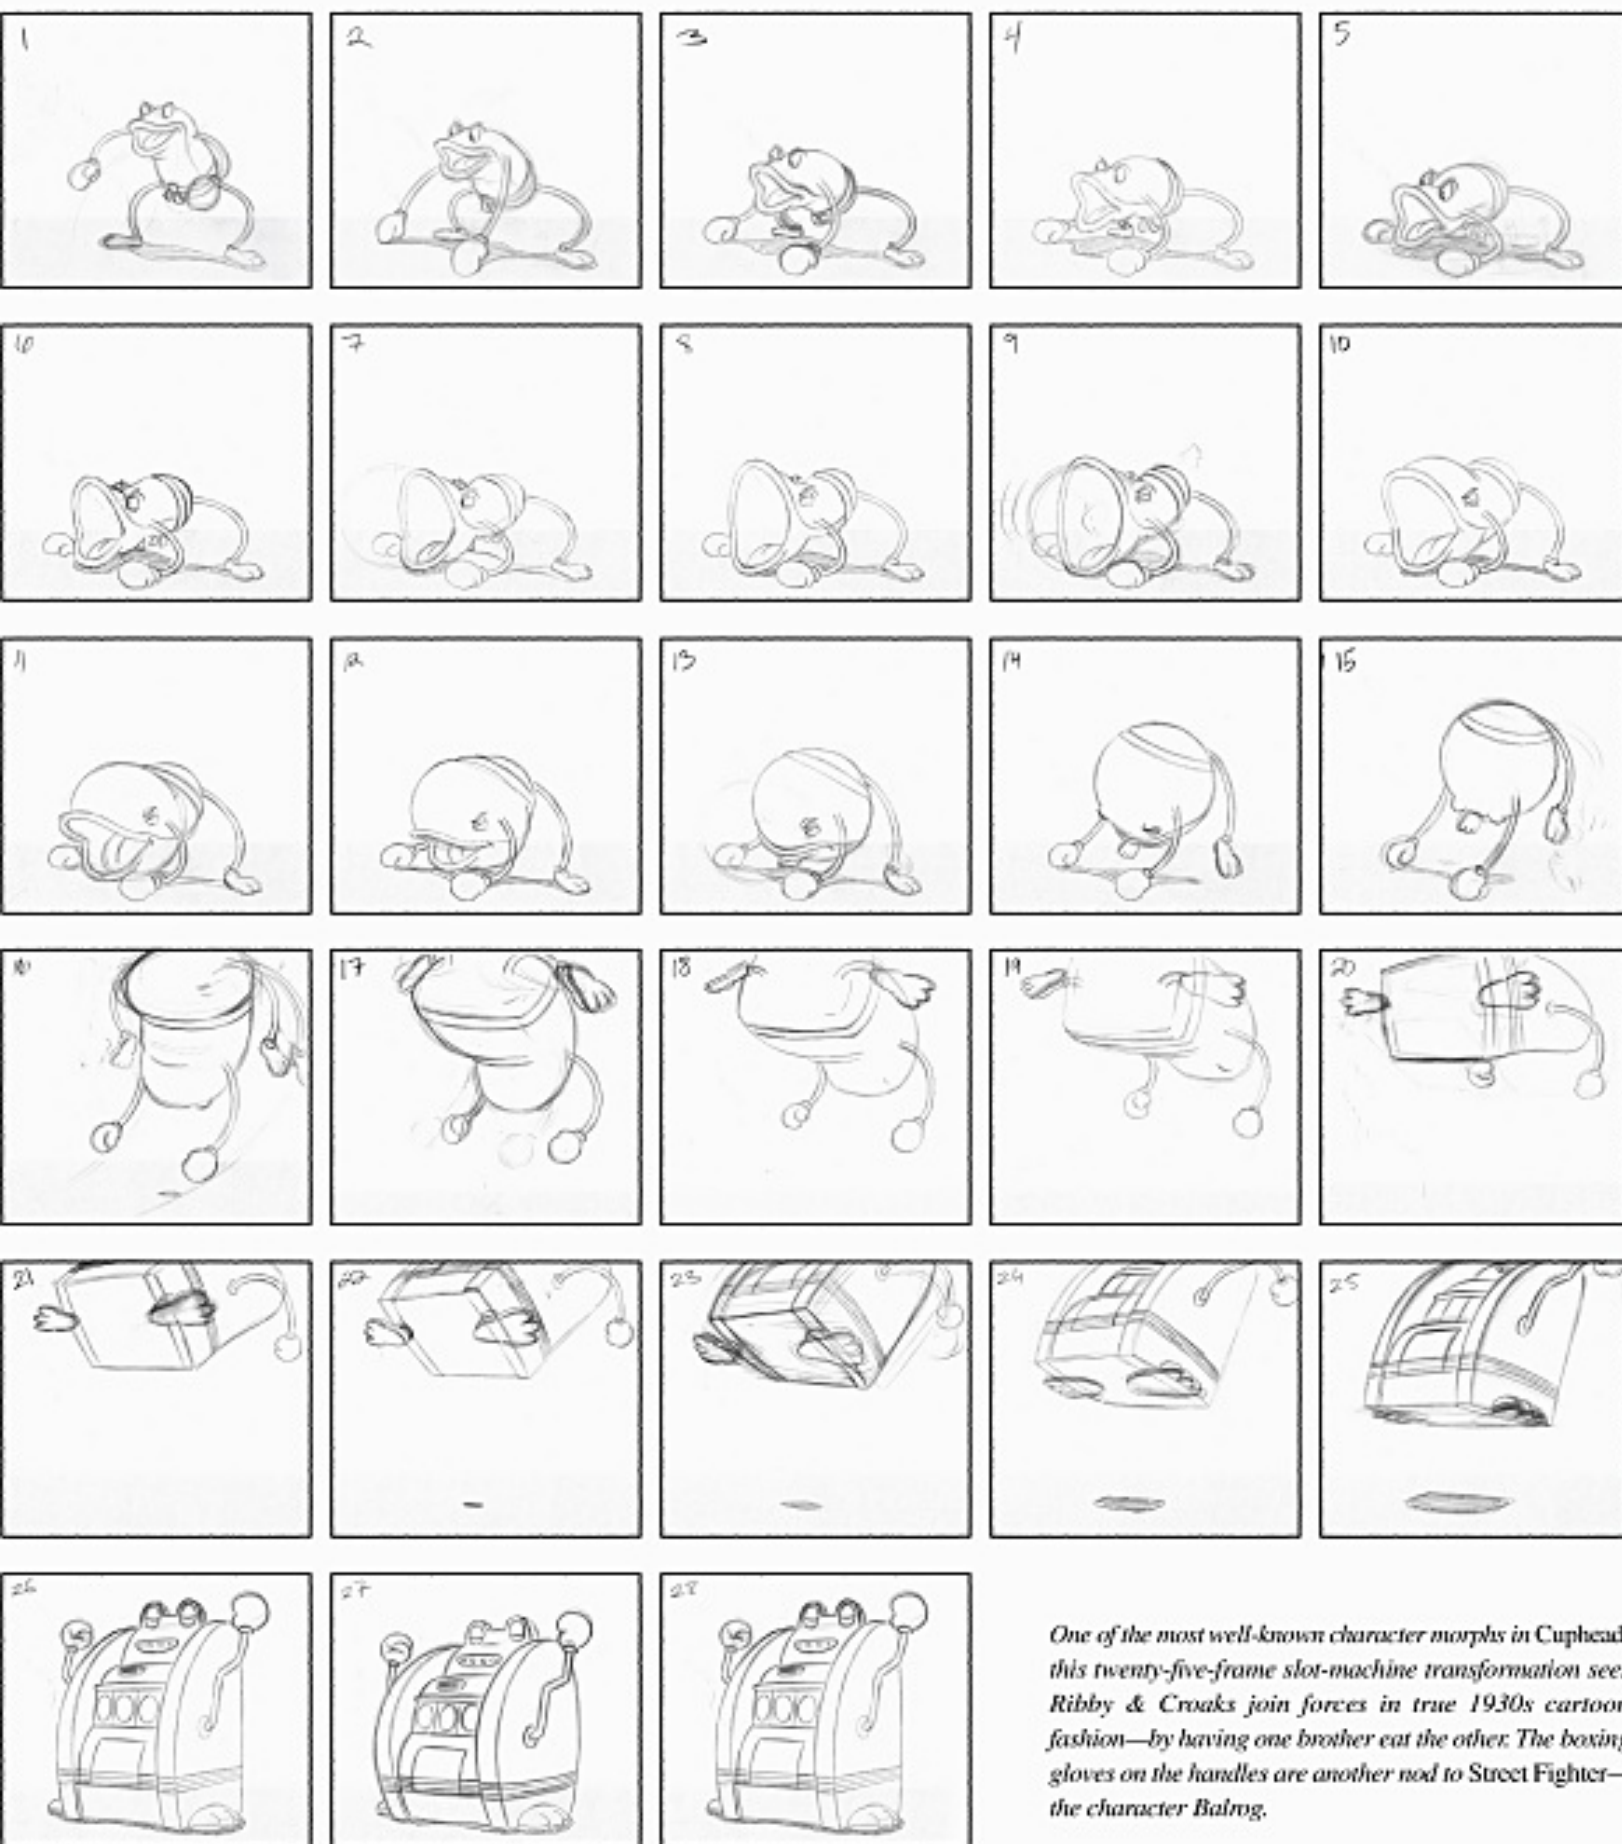 1 2 3 4 5
6 7 8 9 10
11 12 13 14 15
16 17 18 19 20
21 22 23 24 25
26 27 28
One of the most well-known character morphs in Cuphead
this twenty-five-frame slot-machine transformation see
Ribby & Croaks join forces in true 1930s cartoon
fashion—by having one brother eat the other. The boxing
gloves on the handles are another nod to Street Fighter—
the character Balrog.